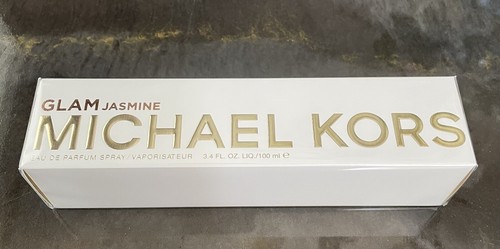 GLAM JASMINE
MICHAEL KORS
EAU DE PARFUM SPRAY/VAPORISATEUR 3.4 FL. OZ. LIQ./100 ml ℮